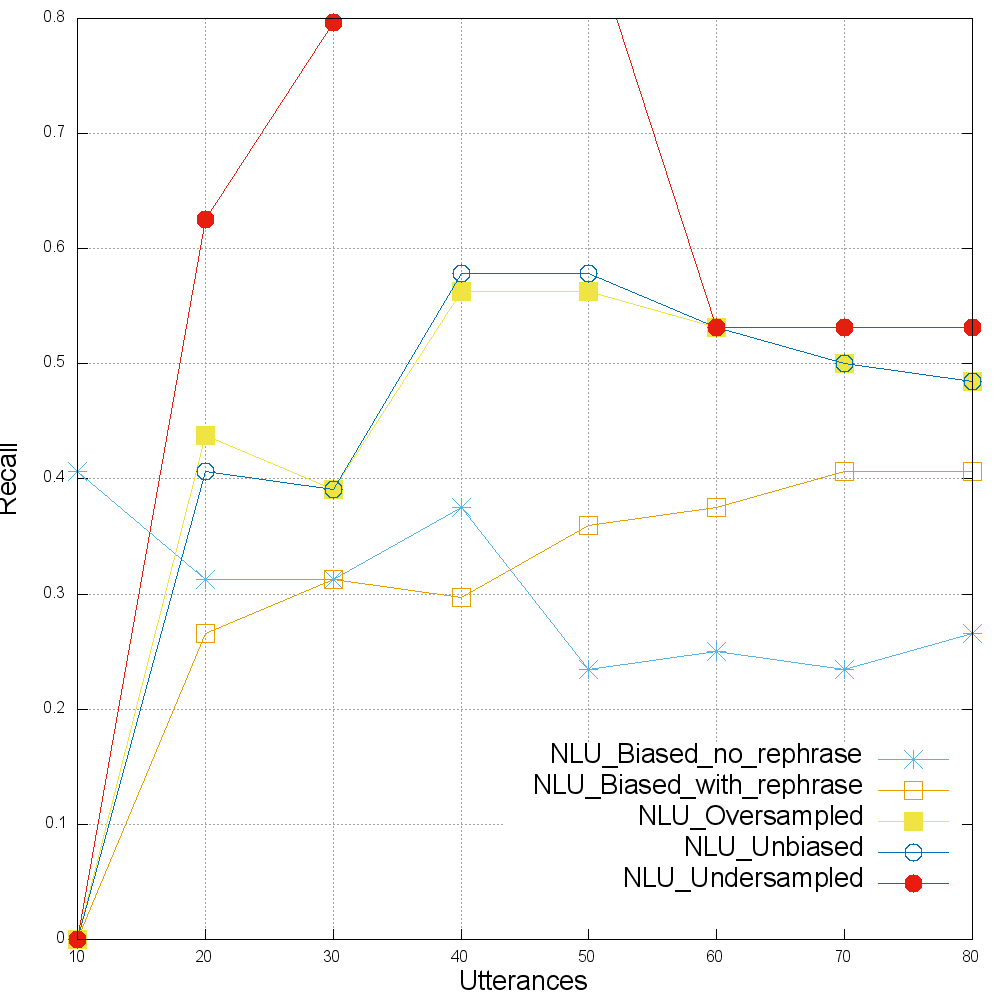 0.8
0.7
0.6
0.5
0.4
0.3
0.2
0.1
0
Recall
NLU_Biased_no_rephrase
NLU_Biased_with_rephrase
NLU_Oversampled
NLU_Unbiased
NLU_Undersampled
10 20 30 40 50 60 70 80
Utterances